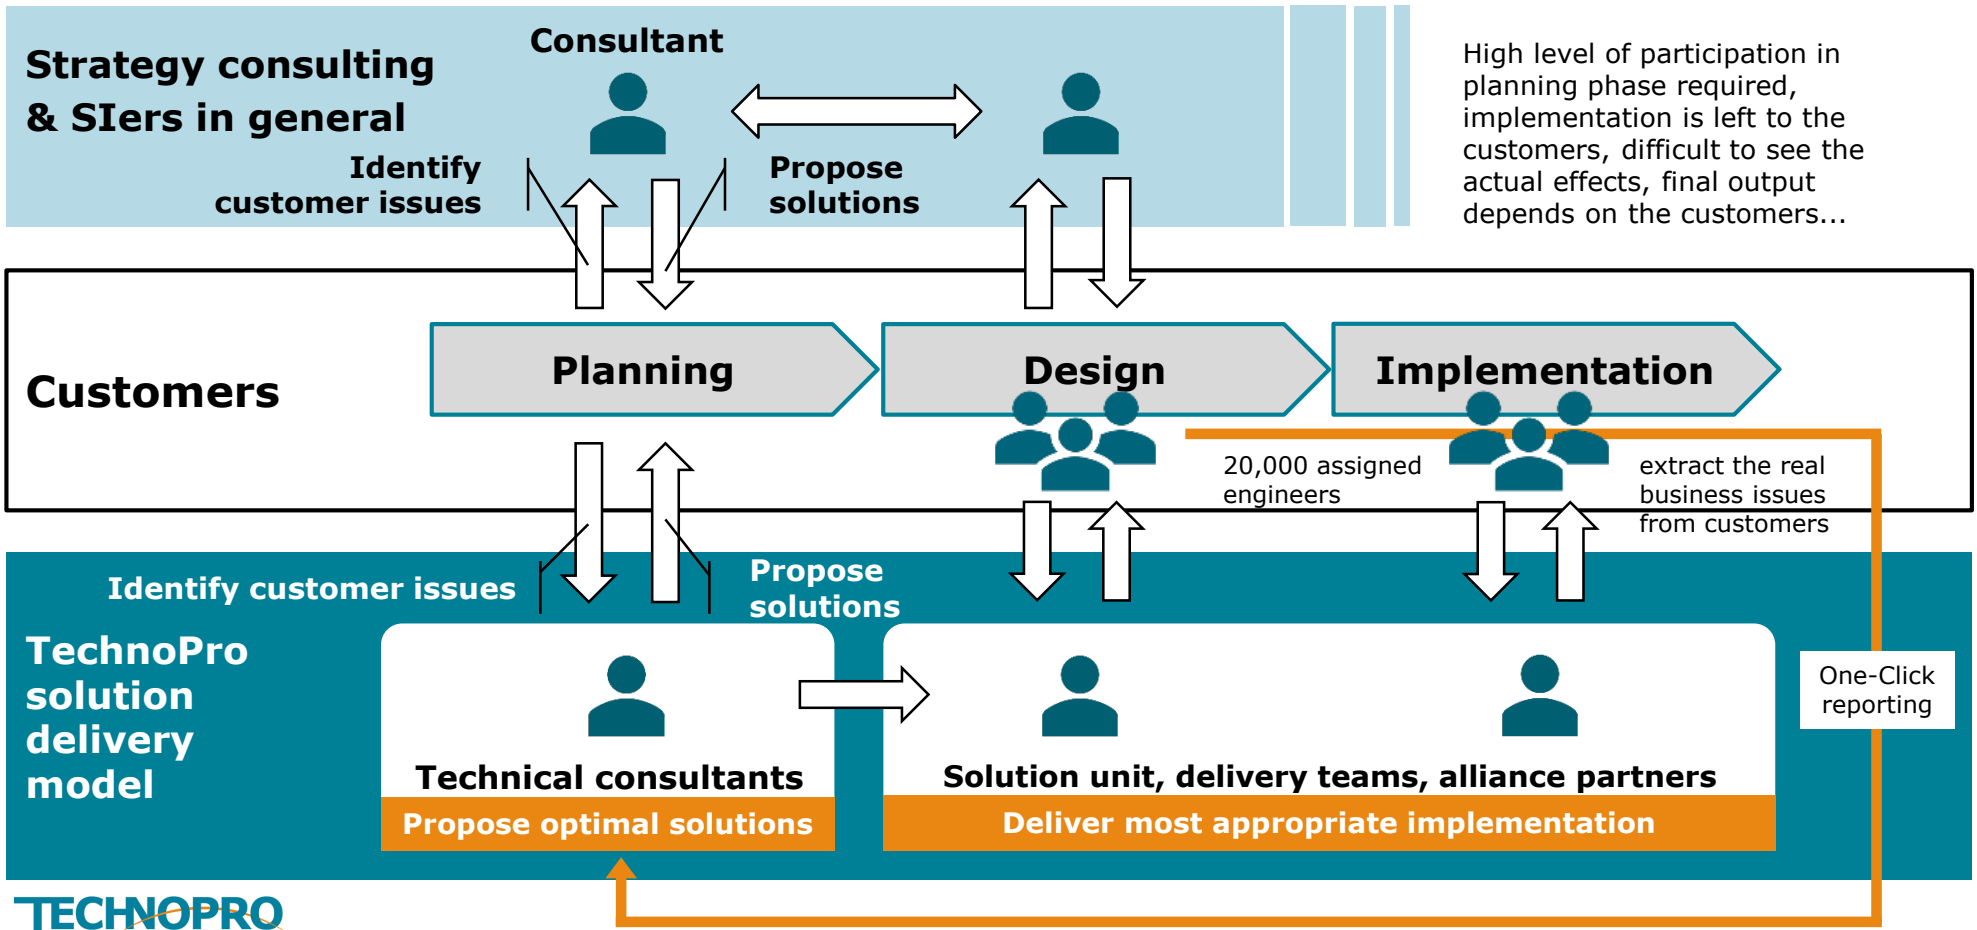 Strategy consulting
& SIers in general
Consultant
Identify
customer issues
Propose
solutions
High level of participation in
planning phase required,
implementation is left to the
customers, difficult to see the
actual effects, final output
depends on the customers...
Customers
Planning
Design
Implementation
20,000 assigned
engineers
extract the real
business issues
from customers
Identify customer issues
Propose
solutions
TechnoPro
solution
delivery
model
One-Click
reporting
Technical consultants
Propose optimal solutions
Solution unit, delivery teams, alliance partners
Deliver most appropriate implementation
TECHNOPRO